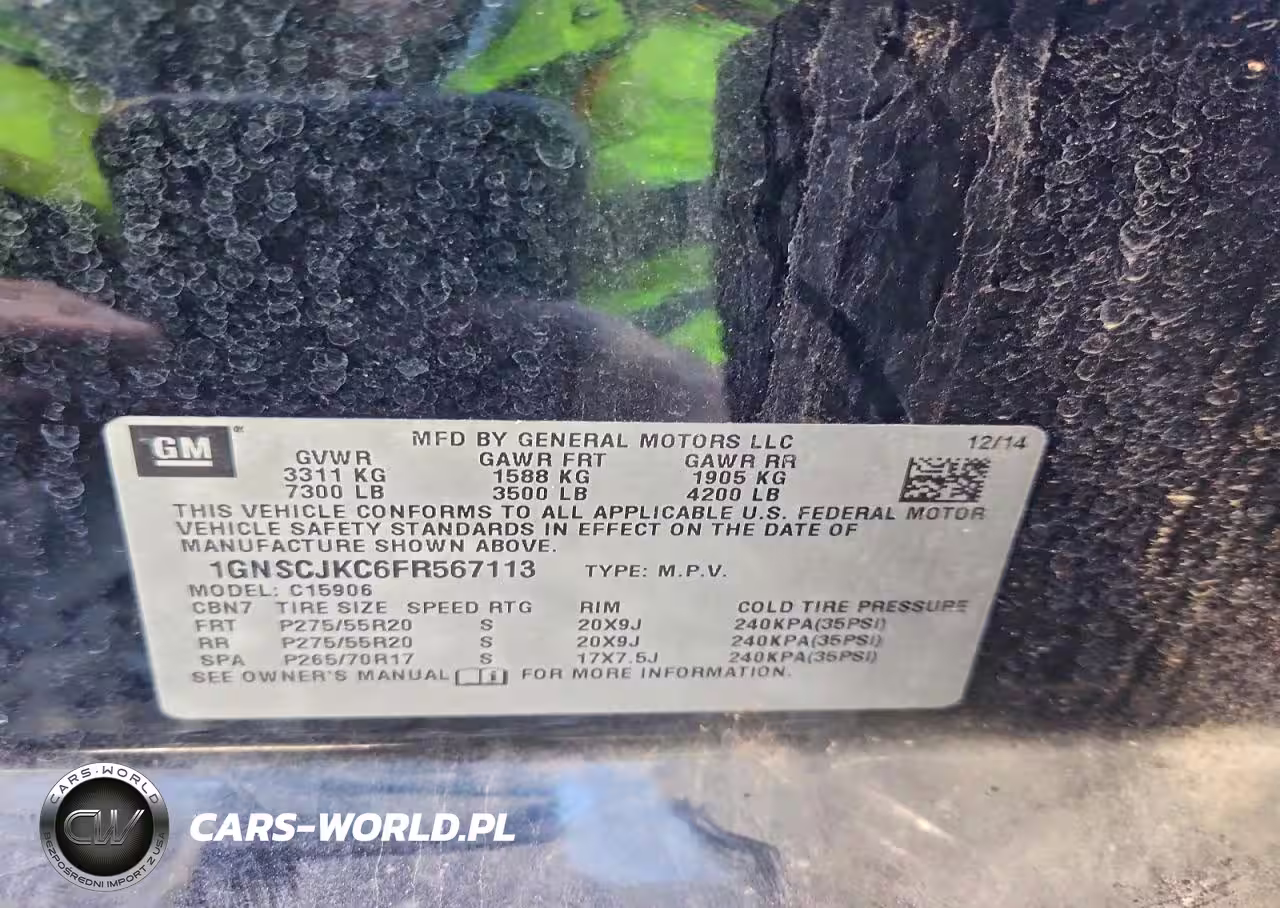 GM
MFD BY GENERAL MOTORS LLC 12/14
GVWR GAWR FRT GAWR RR
3311 KG 1588 KG 1905 KG
7300 LB 3500 LB 4200 LB
THIS VEHICLE CONFORMS TO ALL APPLICABLE U.S. FEDERAL MOTOR
VEHICLE SAFETY STANDARDS IN EFFECT ON THE DATE OF
MANUFACTURE SHOWN ABOVE.
1GNSCJKC6FR567113 TYPE: M.P.V.
MODEL: C15906
CBN7 TIRE SIZE SPEED RTG RIM COLD TIRE PRESSURE
FRT P275/55R20 S 20X9J 240KPA(35PSI)
RR P275/55R20 S 20X9J 240KPA(35PSI)
SPA P265/70R17 S 17X7.5J 240KPA(35PSI)
SEE OWNER'S MANUAL FOR MORE INFORMATION.
CARS-WORLD
CW
BEZPOŚREDNI IMPORT Z USA
CARS-WORLD.PL